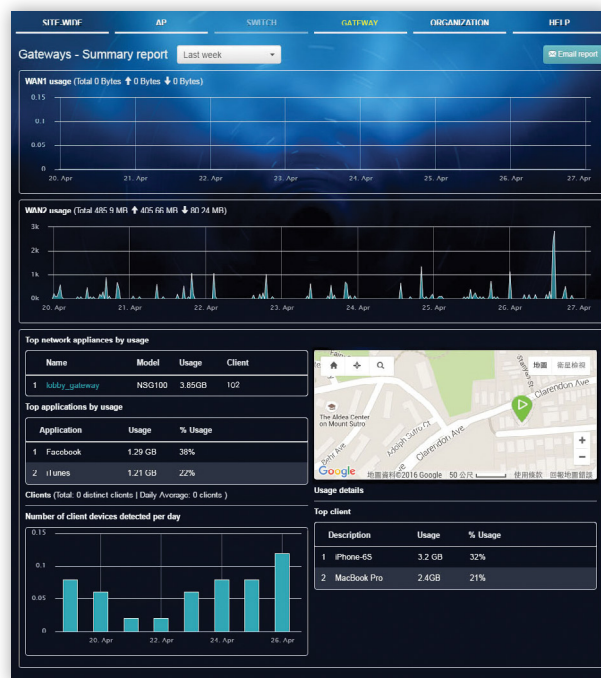 SITE-WIDE AP SWITCH GATEWAY ORGANIZATION HELP
Gateways - Summary report Last week Email report
WAN1 usage (Total 0 Bytes ↑ 0 Bytes ↓ 0 Bytes)
0.15
0.1
0.05
0
20. Apr 21. Apr 22. Apr 23. Apr 24. Apr 25. Apr 26. Apr 27. Apr
WAN2 usage (Total 485.9 MB ↑ 405.66 MB ↓ 80.24 MB)
3k
2k
1k
0k
20. Apr 21. Apr 22. Apr 23. Apr 24. Apr 25. Apr 26. Apr 27. Apr
Top network appliances by usage
Name Model Usage Client
1 lobby_gateway NSG100 3.85GB 102
Top applications by usage
Application Usage % Usage
1 Facebook 1.29 GB 38%
2 iTunes 1.21 GB 22%
Clients (Total: 0 distinct clients | Daily Average: 0 clients )
Number of client devices detected per day
0.15
0.1
0.05
0
20. Apr 22. Apr 24. Apr 26. Apr
地圖 衛星檢視
Stanyan St
Clarendon Ave
The Aldea Center
on Mount Sutro
Adolph Sutro Ct
Clarendon Ave
Behr Ave
Google 地圖資料©2016 Google 50 公尺 使用條款 回報地圖錯誤
Usage details
Top client
Description Usage % Usage
1 iPhone-6S 3.2 GB 32%
2 MacBook Pro 2.4GB 21%